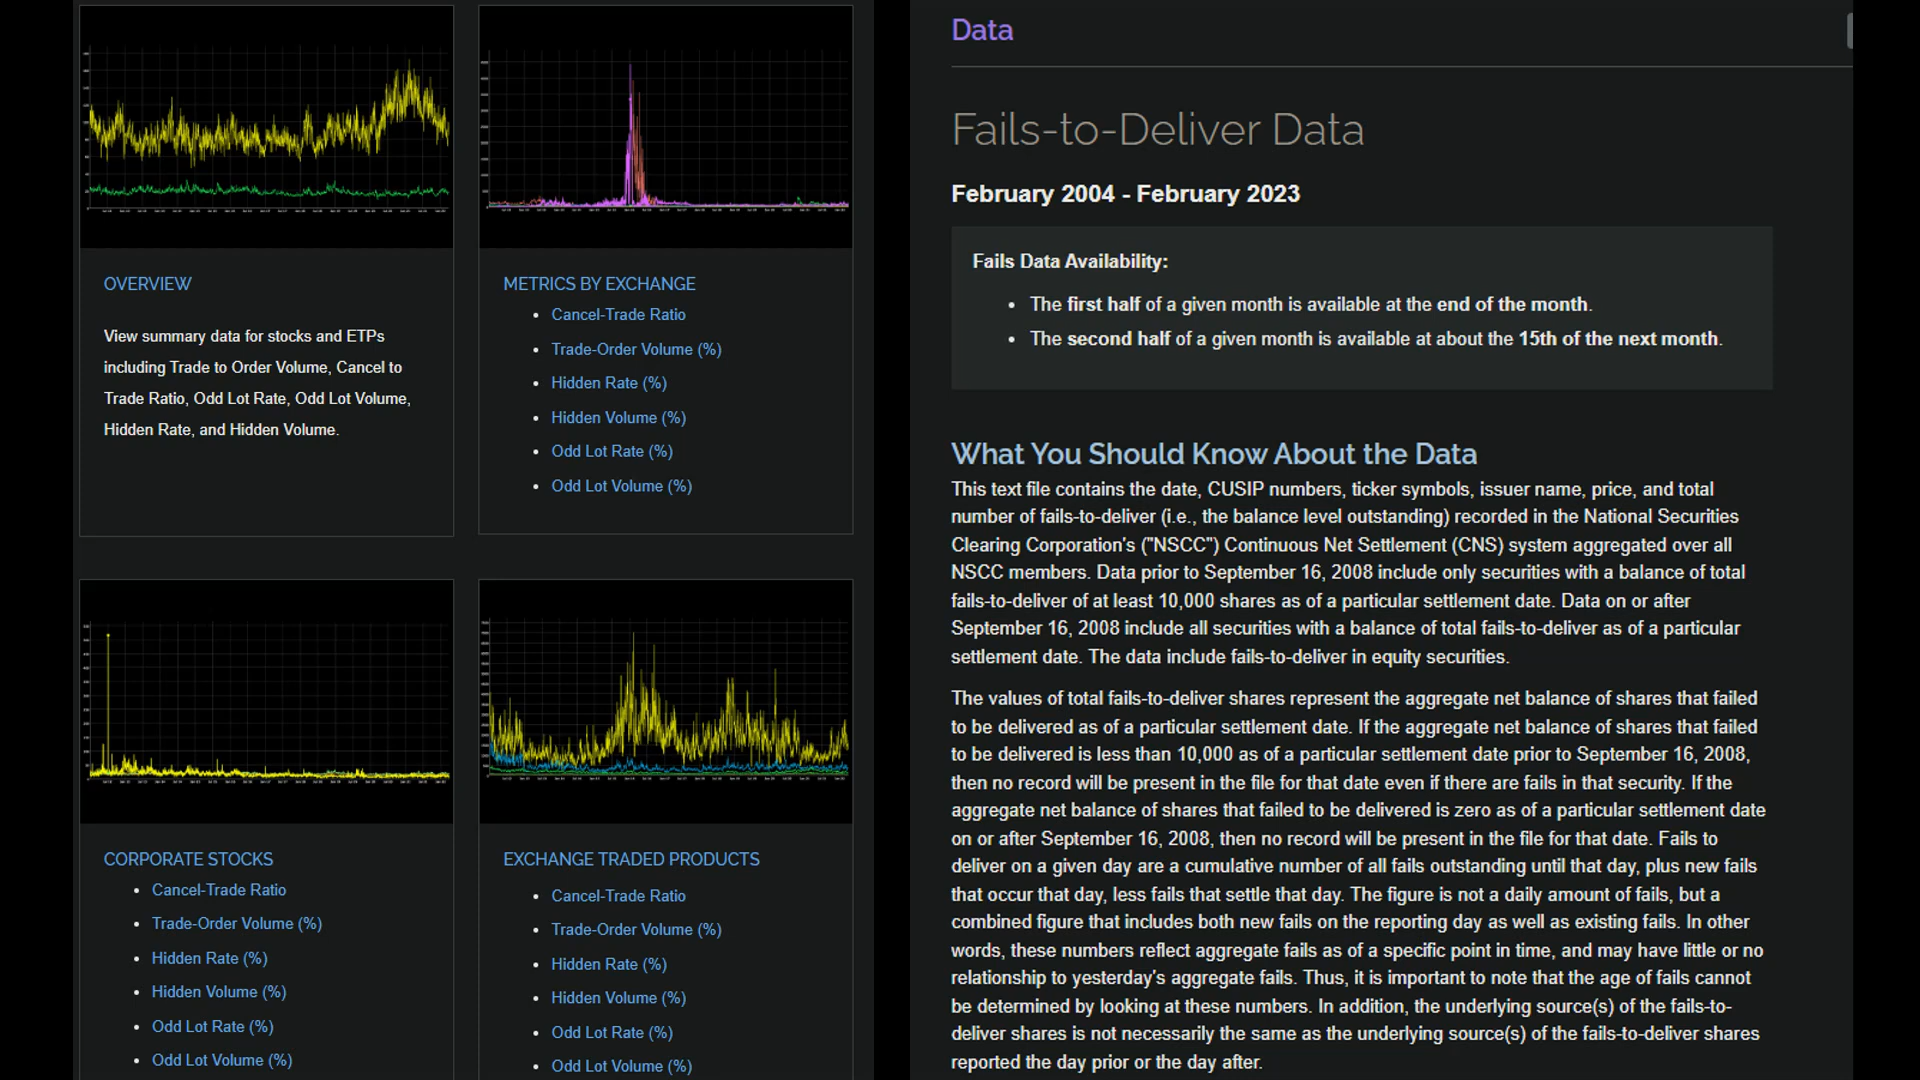 OVERVIEW
View summary data for stocks and ETPs
including Trade to Order Volume, Cancel to
Trade Ratio, Odd Lot Rate, Odd Lot Volume,
Hidden Rate, and Hidden Volume.
METRICS BY EXCHANGE
• Cancel-Trade Ratio
• Trade-Order Volume (%)
• Hidden Rate (%)
• Hidden Volume (%)
• Odd Lot Rate (%)
• Odd Lot Volume (%)
CORPORATE STOCKS
• Cancel-Trade Ratio
• Trade-Order Volume (%)
• Hidden Rate (%)
• Hidden Volume (%)
• Odd Lot Rate (%)
• Odd Lot Volume (%)
EXCHANGE TRADED PRODUCTS
• Cancel-Trade Ratio
• Trade-Order Volume (%)
• Hidden Rate (%)
• Hidden Volume (%)
• Odd Lot Rate (%)
• Odd Lot Volume (%)
Data
Fails-to-Deliver Data
February 2004 - February 2023
Fails Data Availability:
• The first half of a given month is available at the end of the month.
• The second half of a given month is available at about the 15th of the next month.
What You Should Know About the Data
This text file contains the date, CUSIP numbers, ticker symbols, issuer name, price, and total
number of fails-to-deliver (i.e., the balance level outstanding) recorded in the National Securities
Clearing Corporation's ("NSCC") Continuous Net Settlement (CNS) system aggregated over all
NSCC members. Data prior to September 16, 2008 include only securities with a balance of total
fails-to-deliver of at least 10,000 shares as of a particular settlement date. Data on or after
September 16, 2008 include all securities with a balance of total fails-to-deliver as of a particular
settlement date. The data include fails-to-deliver in equity securities.
The values of total fails-to-deliver shares represent the aggregate net balance of shares that failed
to be delivered as of a particular settlement date. If the aggregate net balance of shares that failed
to be delivered is less than 10,000 as of a particular settlement date prior to September 16, 2008,
then no record will be present in the file for that date even if there are fails in that security. If the
aggregate net balance of shares that failed to be delivered is zero as of a particular settlement date
on or after September 16, 2008, then no record will be present in the file for that date. Fails to
deliver on a given day are a cumulative number of all fails outstanding until that day, plus new fails
that occur that day, less fails that settle that day. The figure is not a daily amount of fails, but a
combined figure that includes both new fails on the reporting day as well as existing fails. In other
words, these numbers reflect aggregate fails as of a specific point in time, and may have little or no
relationship to yesterday's aggregate fails. Thus, it is important to note that the age of fails cannot
be determined by looking at these numbers. In addition, the underlying source(s) of the fails-to-
deliver shares is not necessarily the same as the underlying source(s) of the fails-to-deliver shares
reported the day prior or the day after.